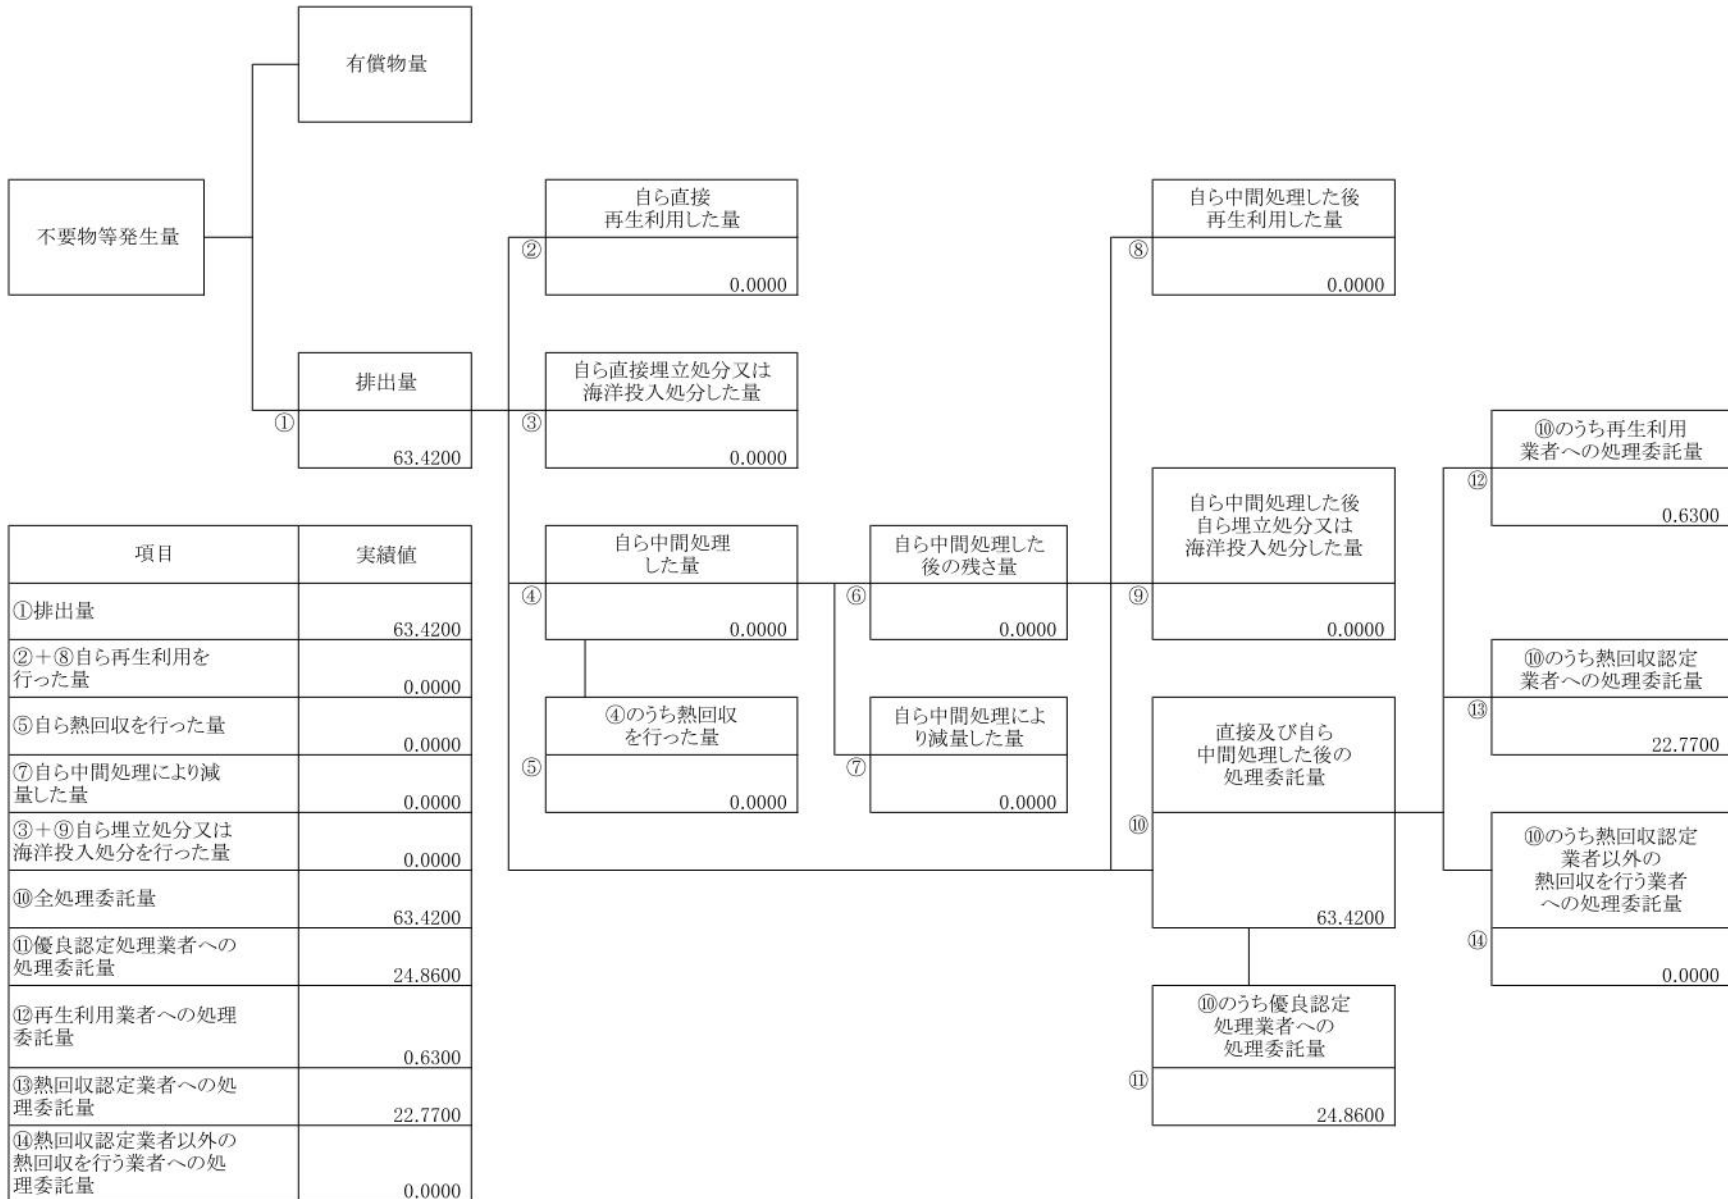 有償物量
不要物等発生量
排出量
①
63.4200
自ら直接
再生利用した量
②
0.0000
自ら直接埋立処分又は
海洋投入処分した量
③
0.0000
自ら中間処理
した量
④
0.0000
④のうち熱回収
を行った量
⑤
0.0000
自ら中間処理した
後の残さ量
⑥
0.0000
自ら中間処理によ
り減量した量
⑦
0.0000
自ら中間処理した後
再生利用した量
⑧
0.0000
自ら中間処理した後
自ら埋立処分又は
海洋投入処分した量
⑨
0.0000
直接及び自ら
中間処理した後の
処理委託量
⑩
63.4200
⑩のうち優良認定
処理業者への
処理委託量
⑪
24.8600
⑩のうち再生利用
業者への処理委託量
⑫
0.6300
⑩のうち熱回収認定
業者への処理委託量
⑬
22.7700
⑩のうち熱回収認定
業者以外の
熱回収を行う業者
への処理委託量
⑭
0.0000
項目 実績値
①排出量
63.4200
②＋⑧自ら再生利用を
行った量
0.0000
⑤自ら熱回収を行った量
0.0000
⑦自ら中間処理により減
量した量
0.0000
③＋⑨自ら埋立処分又は
海洋投入処分を行った量
0.0000
⑩全処理委託量
63.4200
⑪優良認定処理業者への
処理委託量
24.8600
⑫再生利用業者への処理
委託量
0.6300
⑬熱回収認定業者への処
理委託量
22.7700
⑭熱回収認定業者以外の
熱回収を行う業者への処
理委託量
0.0000